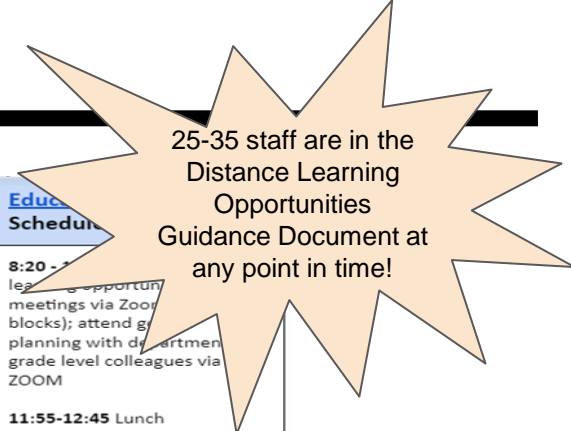 25-35 staff are in the
Distance Learning
Opportunities
Guidance Document at
any point in time!
Schedule
8:20 -
meetings via Zoom
blocks); attend
planning with
grade level colleagues via
ZOOM
11:55-12:45 Lunch